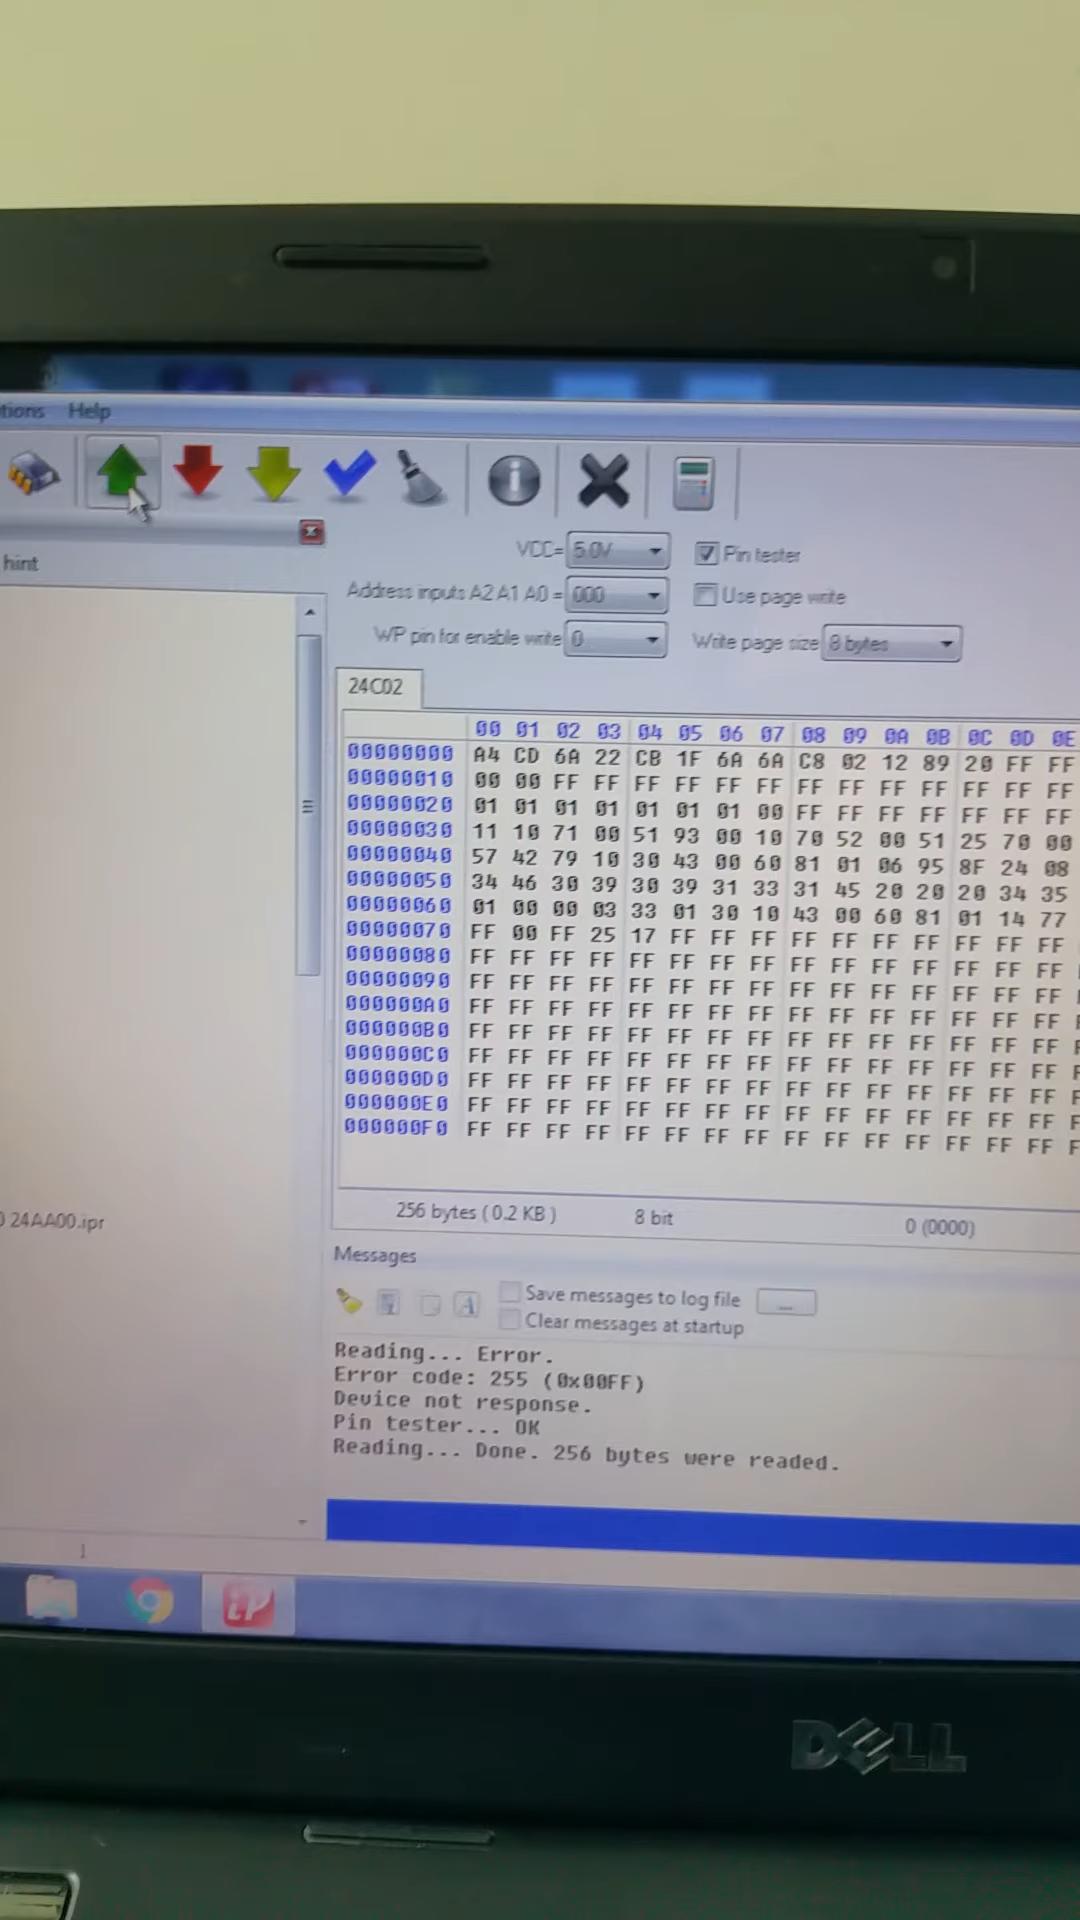 tions Help
hint
VCC= 5.0V Pin tester
Address inputs A2 A1 A0 = 000 Use page write
WP pin for enable write 0 Write page size 8 bytes
24C02
00 01 02 03 04 05 06 07 08 09 0A 0B 0C 0D 0E
00000000 A4 CD 6A 22 CB 1F 6A 6A C8 02 12 89 20 FF FF
00000010 00 00 FF FF FF FF FF FF FF FF FF FF FF FF FF
00000020 01 01 01 01 01 01 01 00 FF FF FF FF FF FF FF
00000030 11 10 71 00 51 93 00 10 70 52 00 51 25 70 00
00000040 57 42 79 10 30 43 00 60 81 01 06 95 8F 24 08
00000050 34 46 30 39 30 39 31 33 31 45 20 20 20 34 35
00000060 01 00 00 03 33 01 30 10 43 00 60 81 01 14 77
00000070 FF 00 FF 25 17 FF FF FF FF FF FF FF FF FF FF
00000080 FF FF FF FF FF FF FF FF FF FF FF FF FF FF FF
00000090 FF FF FF FF FF FF FF FF FF FF FF FF FF FF FF
000000A0 FF FF FF FF FF FF FF FF FF FF FF FF FF FF FF
000000B0 FF FF FF FF FF FF FF FF FF FF FF FF FF FF FF
000000C0 FF FF FF FF FF FF FF FF FF FF FF FF FF FF FF
000000D0 FF FF FF FF FF FF FF FF FF FF FF FF FF FF FF
000000E0 FF FF FF FF FF FF FF FF FF FF FF FF FF FF FF
000000F0 FF FF FF FF FF FF FF FF FF FF FF FF FF FF FF
24AA00.ipr
256 bytes ( 0.2 KB ) 8 bit 0 (0000)
Messages
Save messages to log file ...
Clear messages at startup
Reading... Error.
Error code: 255 (0x00FF)
Device not response.
Pin tester... OK
Reading... Done. 256 bytes were readed.
iP
DELL